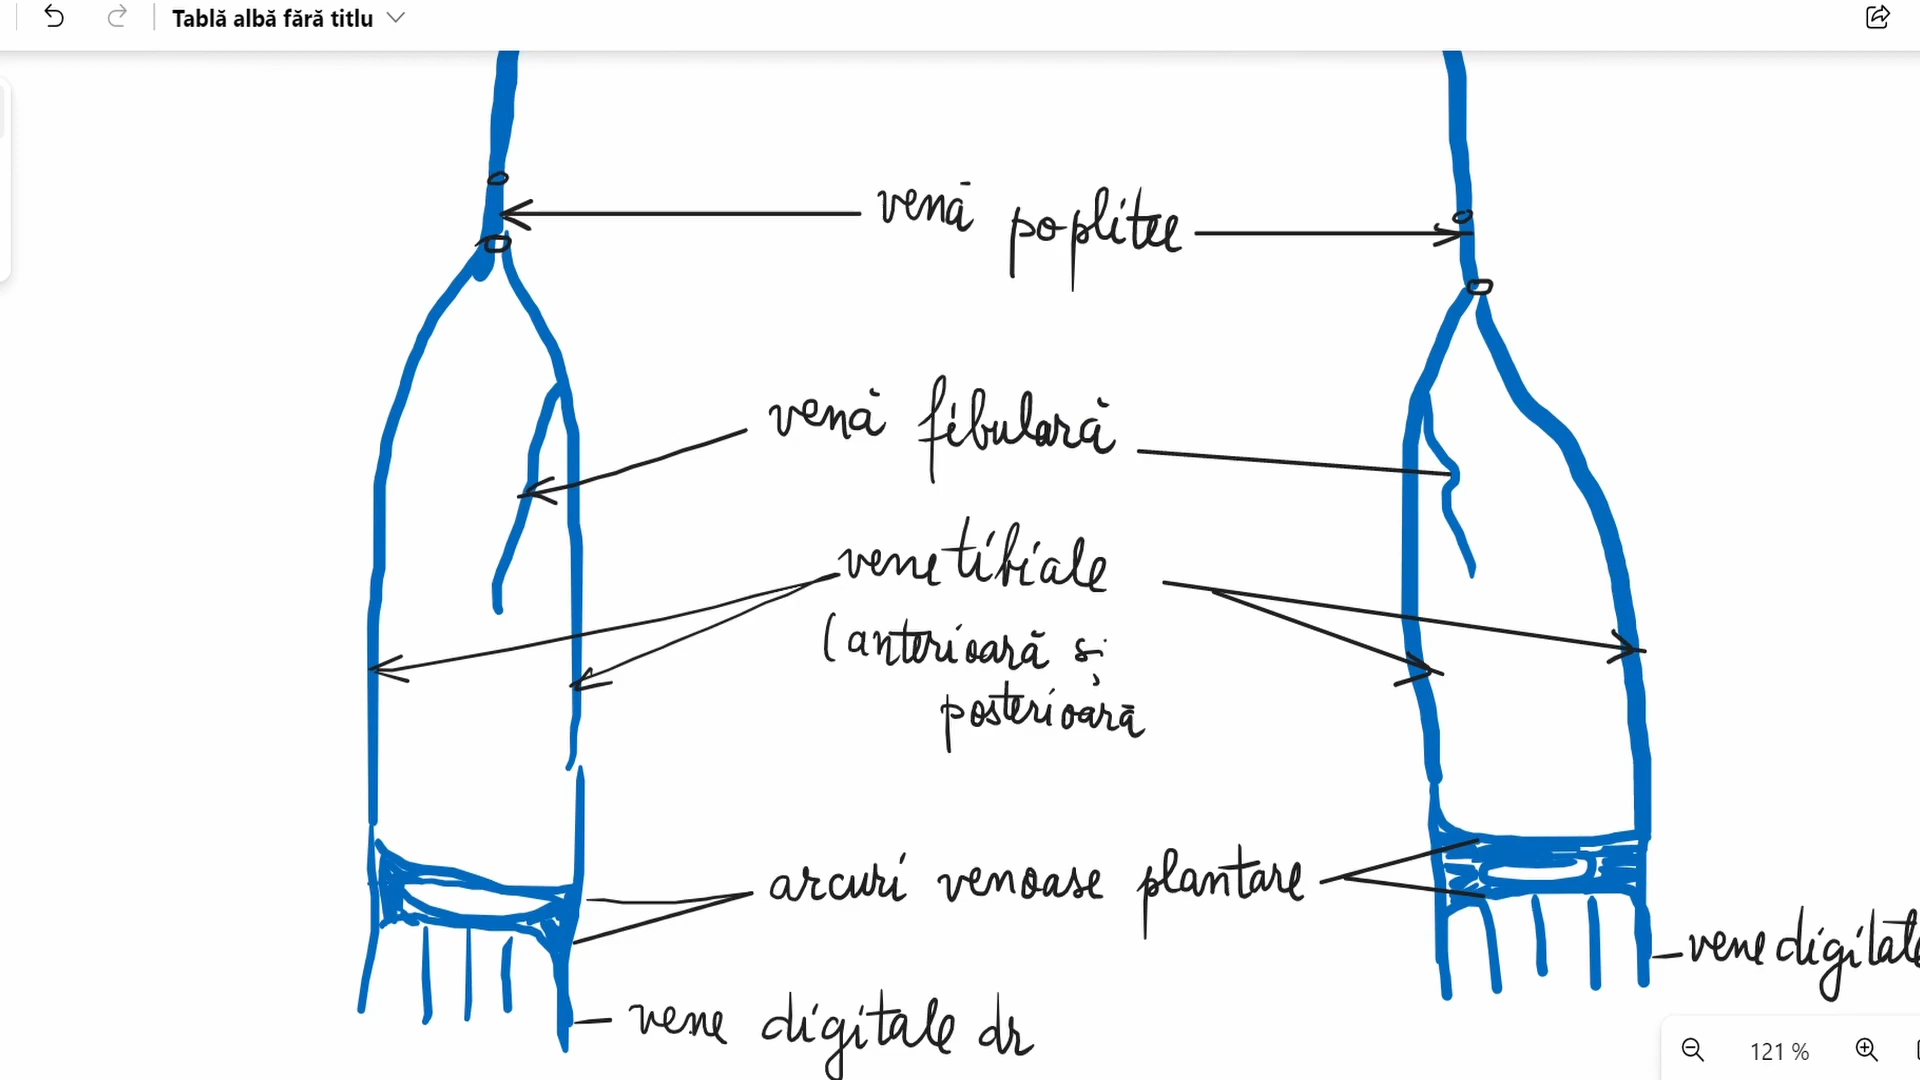 Tablă albă fără titlu
venă poplitee
venă fibulară
vene tibiale
(anterioară și
posterioară
arcuri venoase plantare
vene digitale
vene digitale dr
121 %